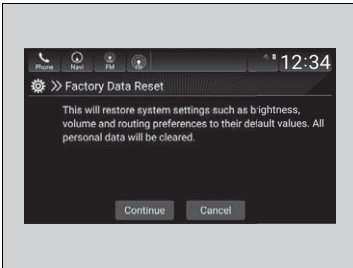 Phone Navi FM
12:34
Factory Data Reset
This will restore system settings such as brightness,
volume and routing preferences to their default values. All
personal data will be cleared.
Continue Cancel